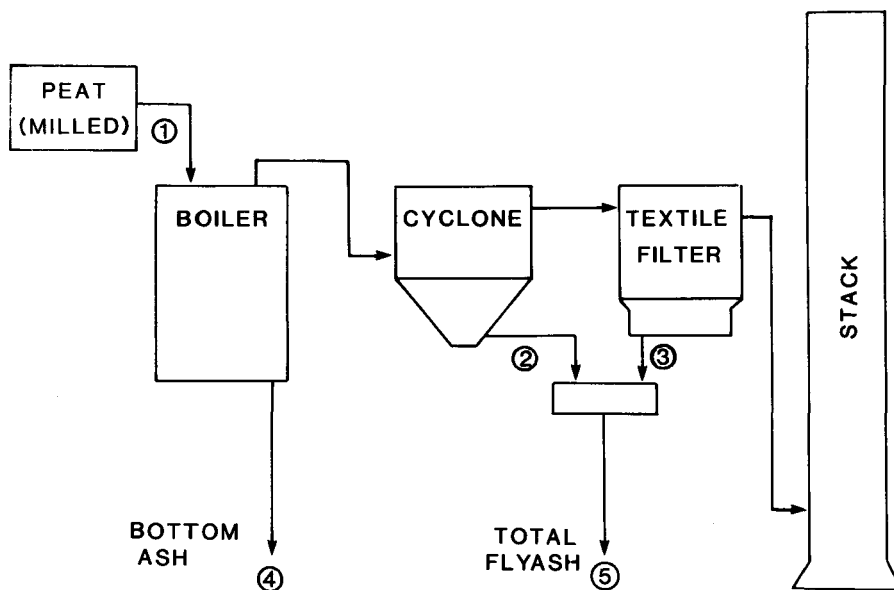 PEAT
(MILLED)
①
BOILER
CYCLONE
TEXTILE
FILTER
STACK
②
③
BOTTOM
ASH
④
TOTAL
FLYASH
⑤